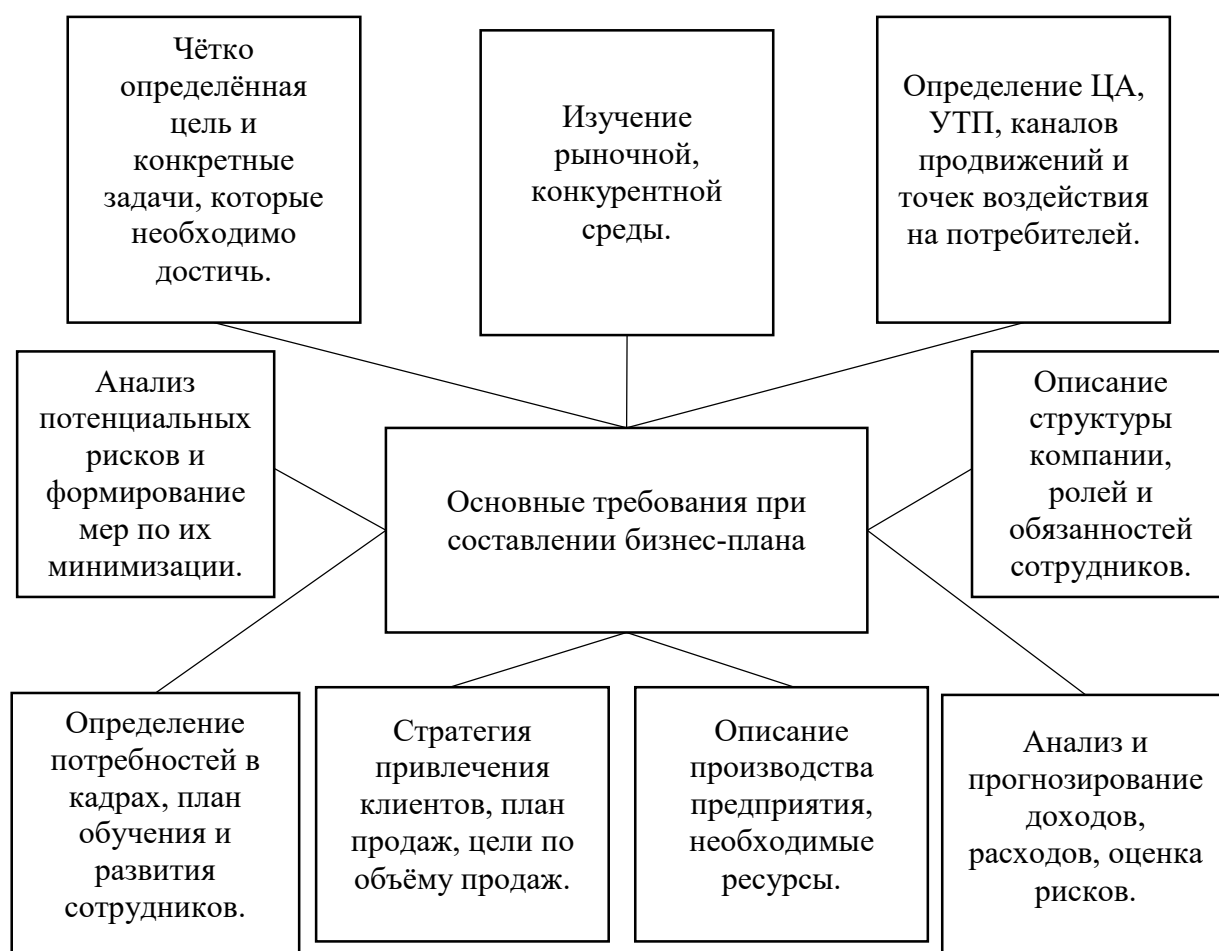 Чётко
определённая
цель и
конкретные
задачи, которые
необходимо
достичь.
Изучение
рыночной,
конкурентной
среды.
Определение ЦА,
УТП, каналов
продвижений и
точек воздействия
на потребителей.
Анализ
потенциальных
рисков и
формирование
мер по их
минимизации.
Основные требования при
составлении бизнес-плана
Описание
структуры
компании,
ролей и
обязанностей
сотрудников.
Определение
потребностей в
кадрах, план
обучения и
развития
сотрудников.
Стратегия
привлечения
клиентов, план
продаж, цели по
объёму продаж.
Описание
производства
предприятия,
необходимые
ресурсы.
Анализ и
прогнозирование
доходов,
расходов, оценка
рисков.